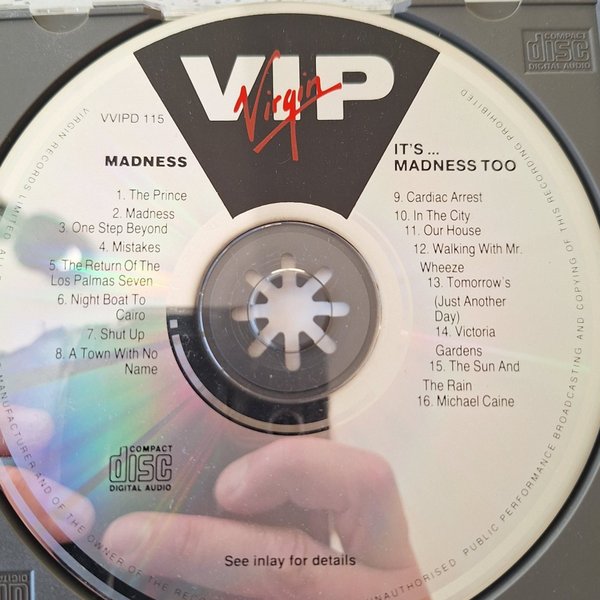 VIP
Virgin
VVIPD 115
MADNESS
1. The Prince
2. Madness
3. One Step Beyond
4. Mistakes
5. The Return Of The
Los Palmas Seven
6. Night Boat To
Cairo
7. Shut Up
8. A Town With No
Name
IT'S ...
MADNESS TOO
9. Cardiac Arrest
10. In The City
11. Our House
12. Walking With Mr.
Wheeze
13. Tomorrow's
(Just Another
Day)
14. Victoria
Gardens
15. The Sun And
The Rain
16. Michael Caine
COMPACT
disc
DIGITAL AUDIO
See inlay for details
VIRGIN RECORDS LIMITED
MANUFACTURER AND OF THE OWNER OF THE
UNAUTHORISED PUBLIC PERFORMANCE BROADCASTING AND COPYING OF THIS RECORDING PROHIBITED
COMPACT
disc
DIGITAL AUDIO